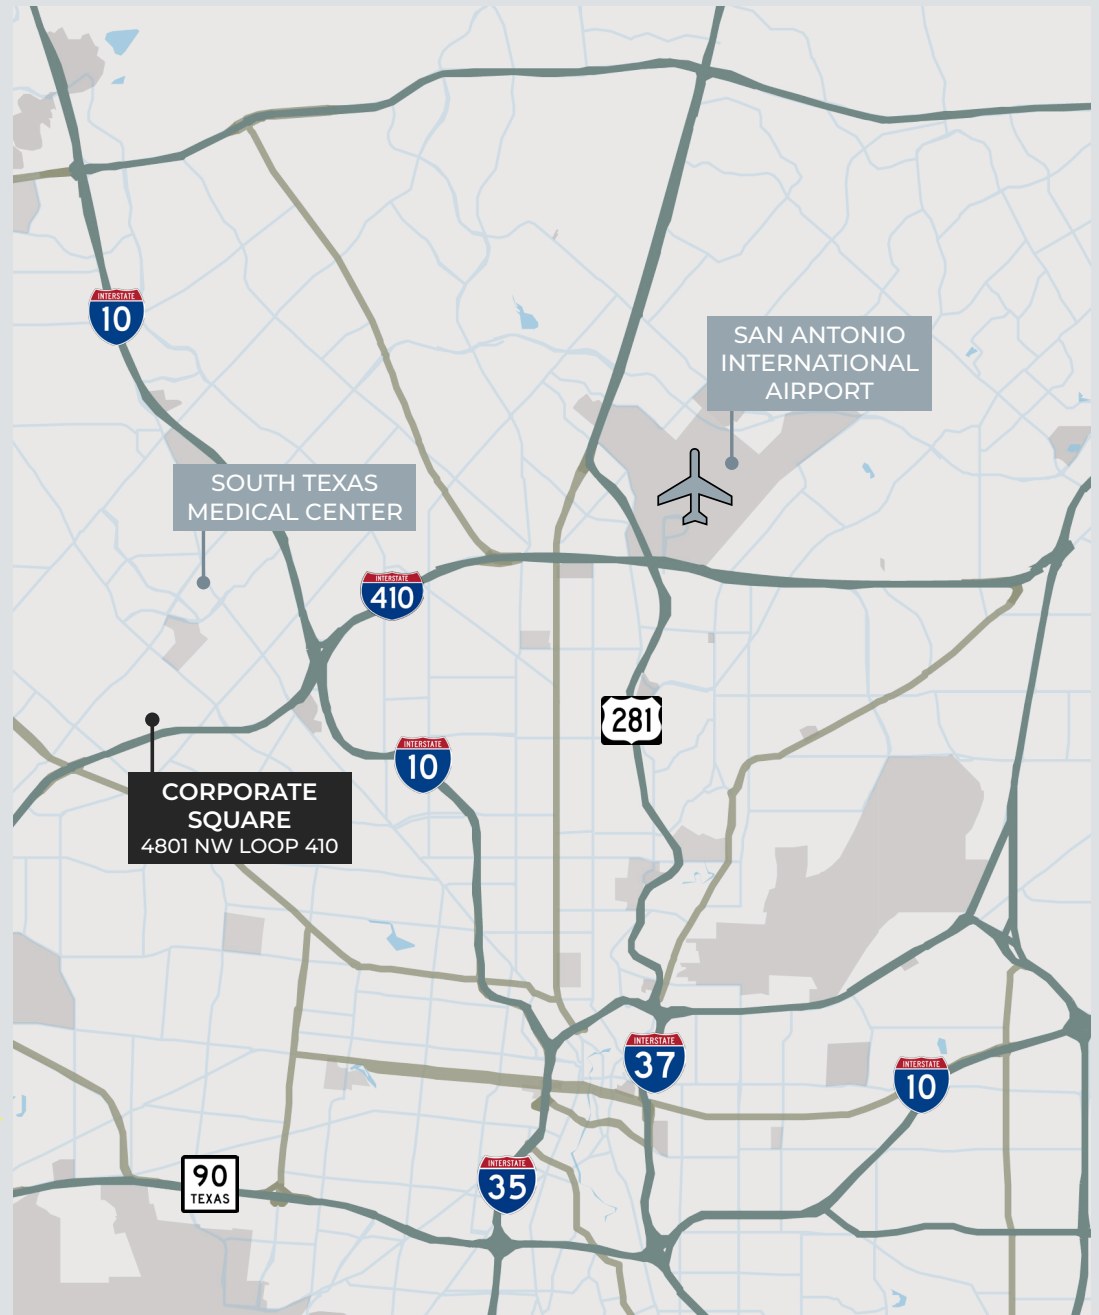 INTERSTATE
10
SAN ANTONIO
INTERNATIONAL
AIRPORT
SOUTH TEXAS
MEDICAL CENTER
INTERSTATE
410
281
INTERSTATE
10
CORPORATE
SQUARE
4801 NW LOOP 410
INTERSTATE
37
INTERSTATE
10
90
TEXAS
INTERSTATE
35